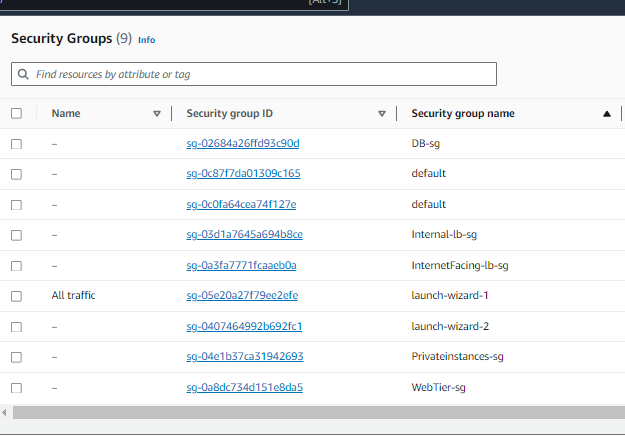 [Alt+S]
Security Groups (9) Info
Find resources by attribute or tag
Name Security group ID Security group name
– sg-02684a26ffd93c90d DB-sg
– sg-0c87f7da01309c165 default
– sg-0c0fa64cea74f127e default
– sg-03d1a7645a694b8ce Internal-lb-sg
– sg-0a3fa7771fcaaeb0a InternetFacing-lb-sg
All traffic sg-05e20a27f79ee2efe launch-wizard-1
– sg-0407464992b692fc1 launch-wizard-2
– sg-04e1b37ca31942693 Privateinstances-sg
– sg-0a8dc734d151e8da5 WebTier-sg